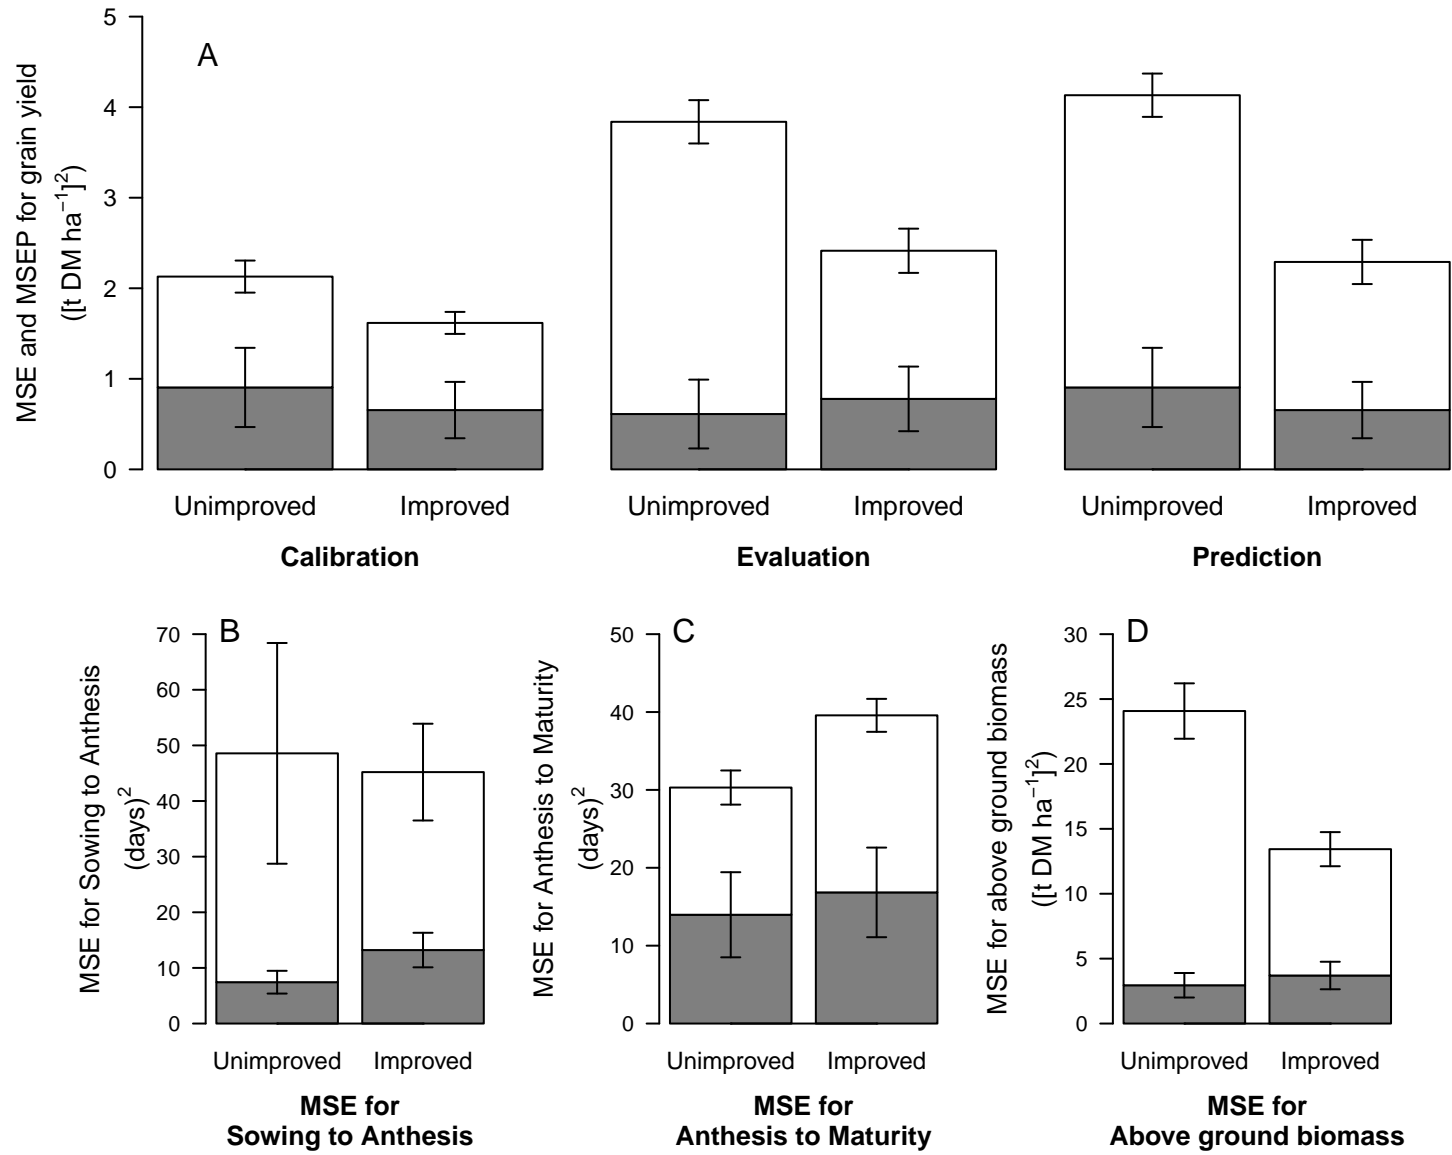 A
MSE and MSEP for grain yield
([t DM ha⁻¹]²)
5
4
3
2
1
0
Unimproved Improved Unimproved Improved Unimproved Improved
Calibration Evaluation Prediction
B
MSE for Sowing to Anthesis
(days)²
70
60
50
40
30
20
10
0
Unimproved Improved
MSE for
Sowing to Anthesis
C
MSE for Anthesis to Maturity
(days)²
50
40
30
20
10
0
Unimproved Improved
MSE for
Anthesis to Maturity
D
MSE for above ground biomass
([t DM ha⁻¹]²)
30
25
20
15
10
5
0
Unimproved Improved
MSE for
Above ground biomass